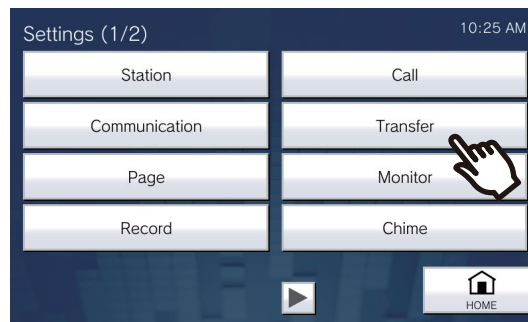 Settings (1/2)
10:25 AM
Station
Call
Communication
Transfer
Page
Monitor
Record
Chime
HOME